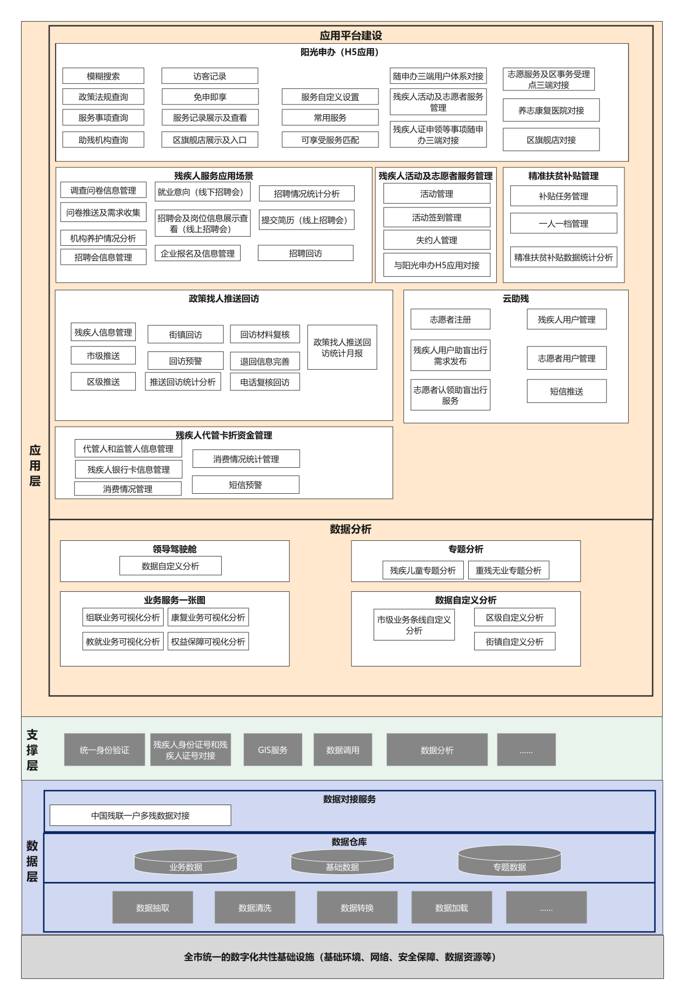 应用平台建设
阳光申办（H5应用）
模糊搜索
政策法规查询
服务事项查询
助残机构查询
访客记录
免申即享
服务记录展示及查看
区旗舰店展示及入口
服务自定义设置
常用服务
可享受服务匹配
随申办三端用户体系对接
残疾人活动及志愿者服务
管理
残疾人证申领等事项随申
办三端对接
志愿服务及区事务受理
点三端对接
养志康复医院对接
区旗舰店对接
残疾人服务应用场景
调查问卷信息管理
问卷推送及需求收集
机构养护情况分析
招聘会信息管理
就业意向（线下招聘会）
招聘会及岗位信息展示查
看（线上招聘会）
企业报名及信息管理
招聘情况统计分析
提交简历（线上招聘会）
招聘回访
残疾人活动及志愿者服务管理
活动管理
活动签到管理
失约人管理
与阳光申办H5应用对接
精准扶贫补贴管理
补贴任务管理
一人一档管理
精准扶贫补贴数据统计分析
政策找人推送回访
残疾人信息管理
市级推送
区级推送
街镇回访
回访预警
推送回访统计分析
回访材料复核
退回信息完善
电话复核回访
政策找人推送回
访统计月报
云助残
志愿者注册
残疾人用户助盲出行
需求发布
志愿者认领助盲出行
服务
残疾人用户管理
志愿者用户管理
短信推送
残疾人代管卡折资金管理
代管人和监管人信息管理
残疾人银行卡信息管理
消费情况管理
消费情况统计管理
短信预警
应
用
层
数据分析
领导驾驶舱
数据自定义分析
专题分析
残疾儿童专题分析
重残无业专题分析
业务服务一张图
组联业务可视化分析
康复业务可视化分析
教就业务可视化分析
权益保障可视化分析
数据自定义分析
市级业务条线自定义
分析
区级自定义分析
街镇自定义分析
支
撑
层
统一身份验证
残疾人身份证号和残
疾人证号对接
GIS服务
数据调用
数据分析
......
数
据
层
数据对接服务
中国残联一户多残数据对接
数据仓库
业务数据
基础数据
专题数据
数据抽取
数据清洗
数据转换
数据加载
......
全市统一的数字化共性基础设施（基础环境、网络、安全保障、数据资源等）